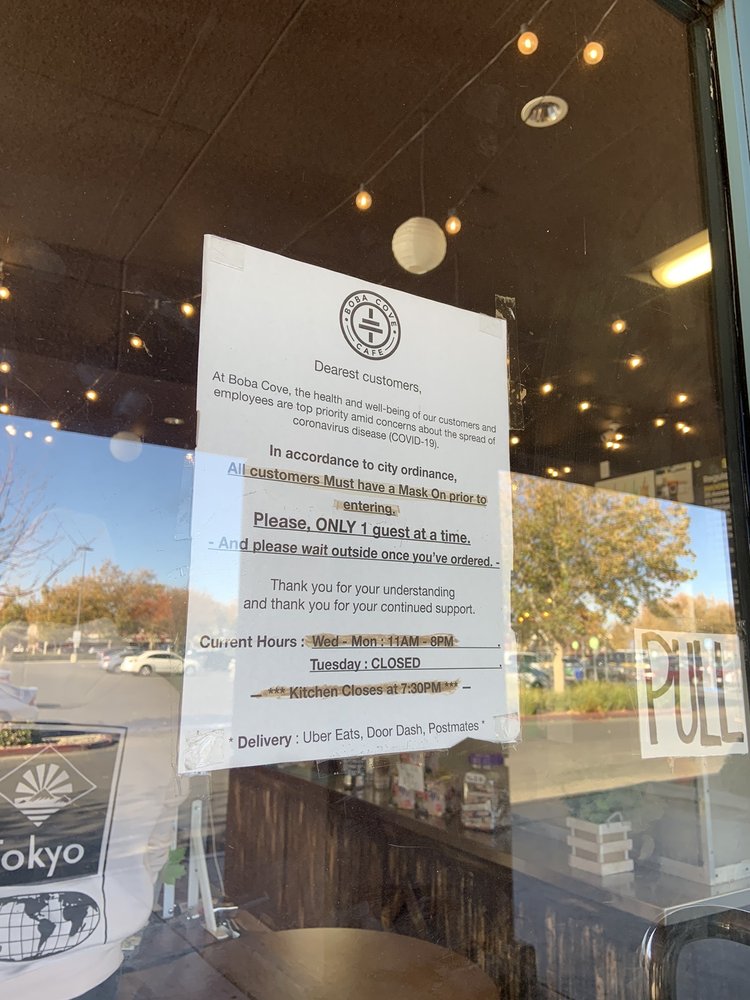 BOBA COVE
CAFE
Dearest customers,
At Boba Cove, the health and well-being of our customers and
employees are top priority amid concerns about the spread of
coronavirus disease (COVID-19).
In accordance to city ordinance,
All customers Must have a Mask On prior to
entering.
Please, ONLY 1 guest at a time.
- And please wait outside once you've ordered. -
Thank you for your understanding
and thank you for your continued support.
Current Hours : Wed - Mon : 11AM - 8PM
Tuesday : CLOSED
*** Kitchen Closes at 7:30PM ***
* Delivery : Uber Eats, Door Dash, Postmates *
PULL
Tokyo